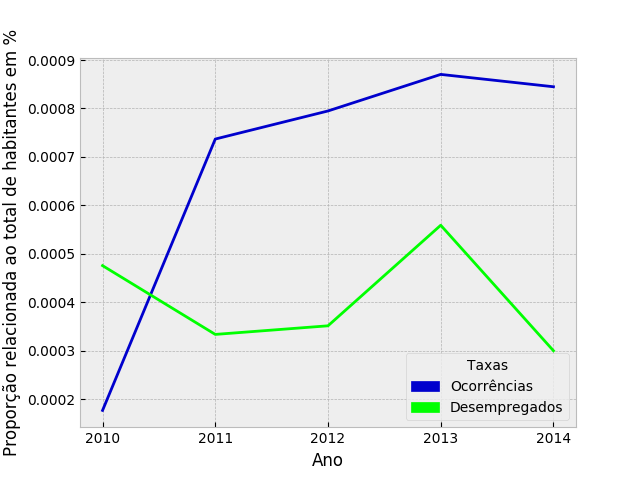 Proporção relacionada ao total de habitantes em %
0.0009
0.0008
0.0007
0.0006
0.0005
0.0004
0.0003
0.0002
Taxas
Ocorrências
Desempregados
2010 2011 2012 2013 2014
Ano